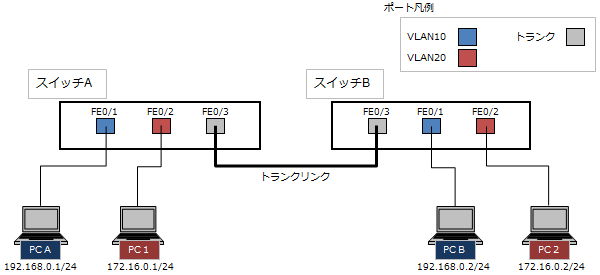 ポート凡例
VLAN10
トランク
VLAN20
スイッチA
スイッチB
FE0/1
FE0/2
FE0/3
FE0/3
FE0/1
FE0/2
トランクリンク
PC A
PC 1
PC B
PC 2
192.168.0.1/24
172.16.0.1/24
192.168.0.2/24
172.16.0.2/24